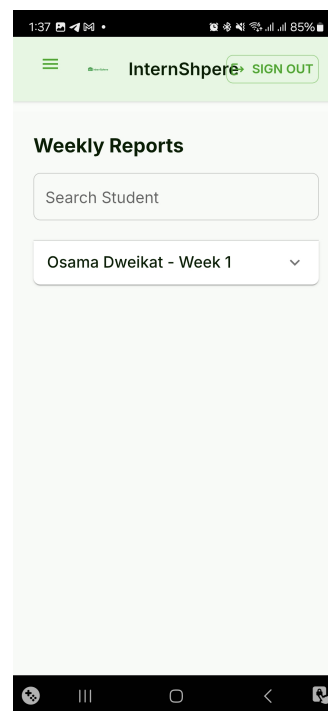 1:37 85%
InternShpere SIGN OUT
Weekly Reports
Search Student
Osama Dweikat - Week 1